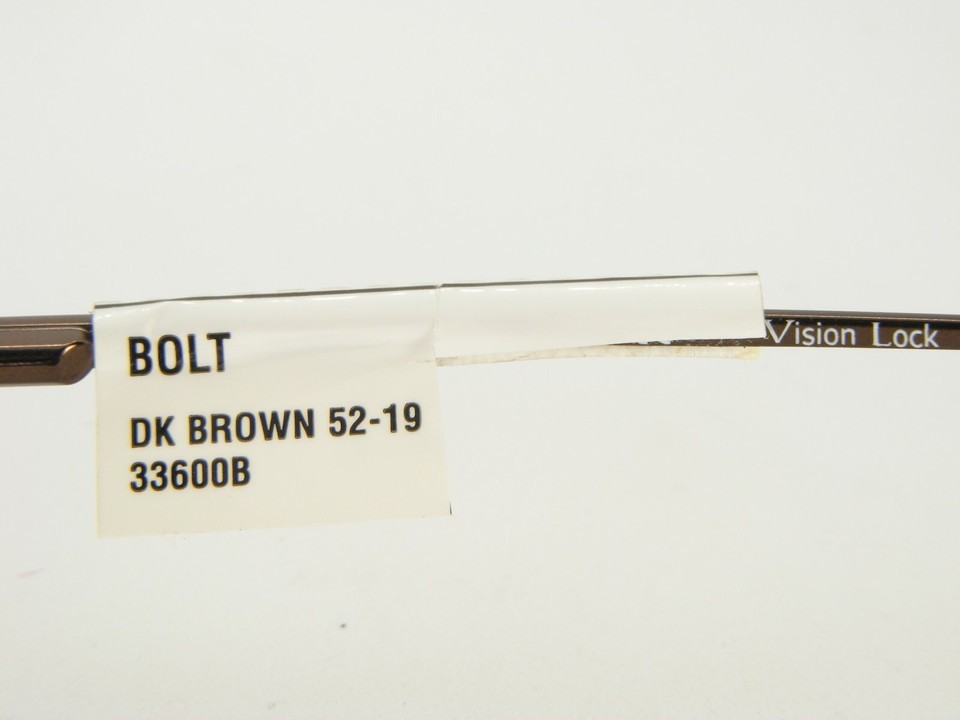 BOLT
DK BROWN 52-19
33600B
Vision Lock